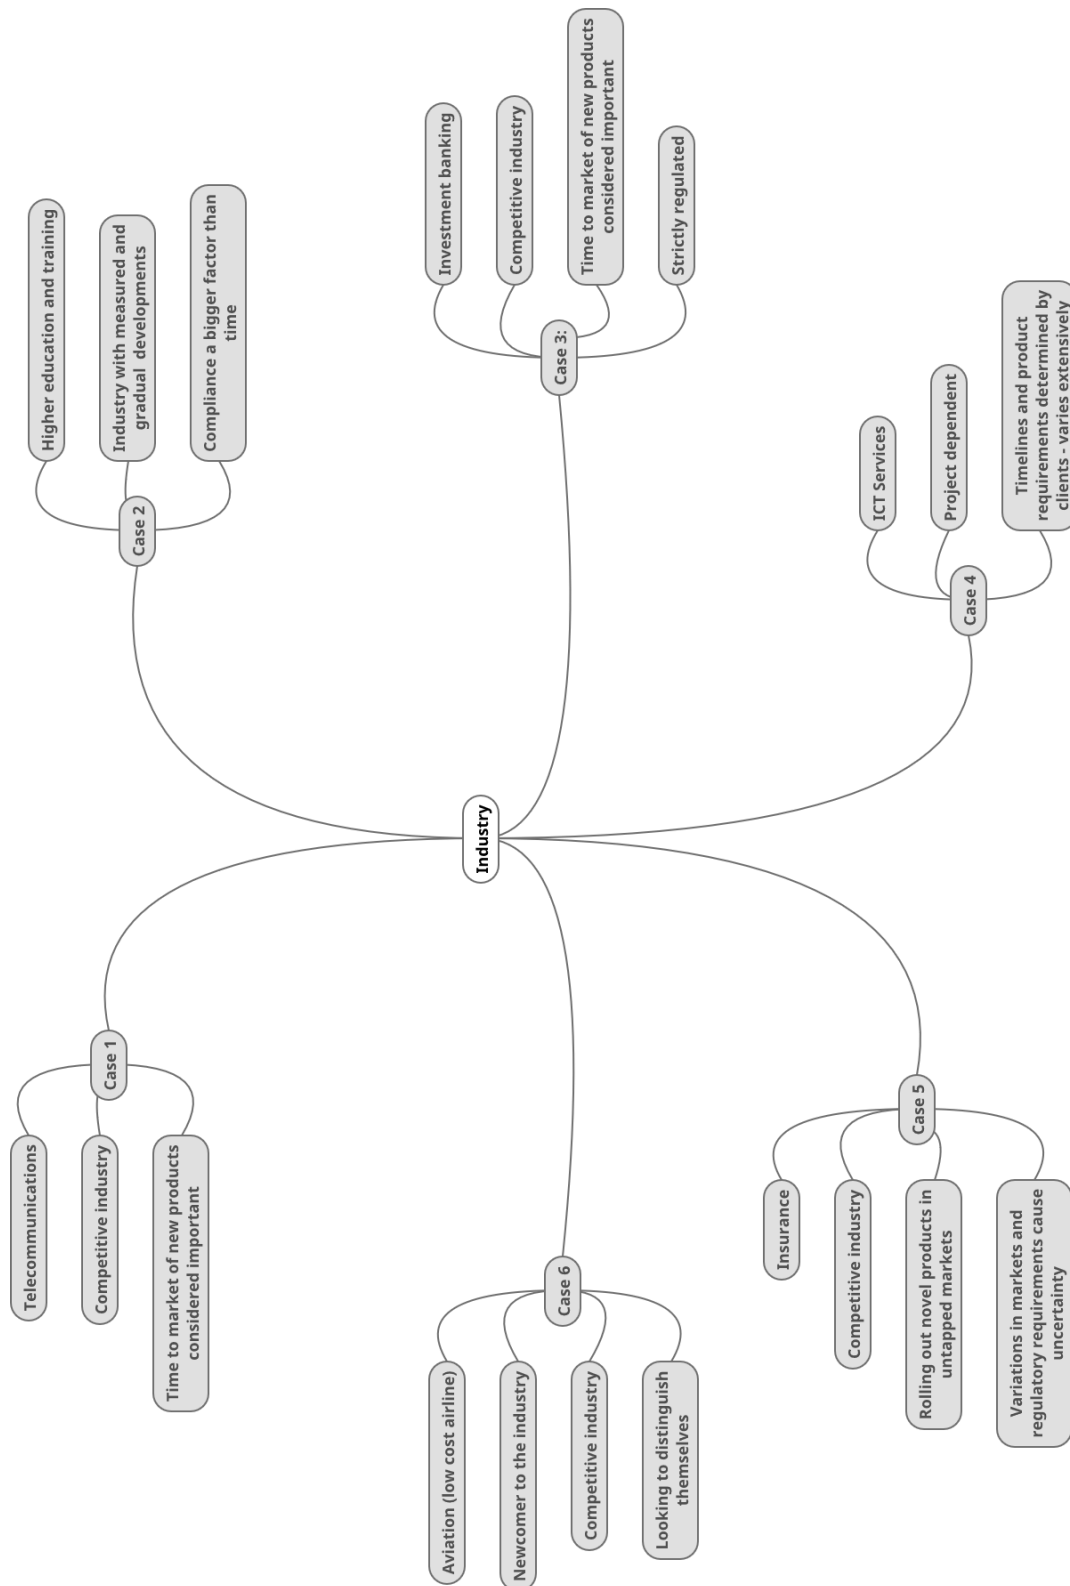 Industry
Case 1
Telecommunications
Competitive industry
Time to market of new products
considered important
Case 2
Higher education and training
Industry with measured and
gradual developments
Compliance a bigger factor than
time
Case 3:
Investment banking
Competitive industry
Time to market of new products
considered important
Strictly regulated
Case 4
ICT Services
Project dependent
Timelines and product
requirements determined by
clients - varies extensively
Case 5
Insurance
Competitive industry
Rolling out novel products in
untapped markets
Variations in markets and
regulatory requirements cause
uncertainty
Case 6
Aviation (low cost airline)
Newcomer to the industry
Competitive industry
Looking to distinguish
themselves